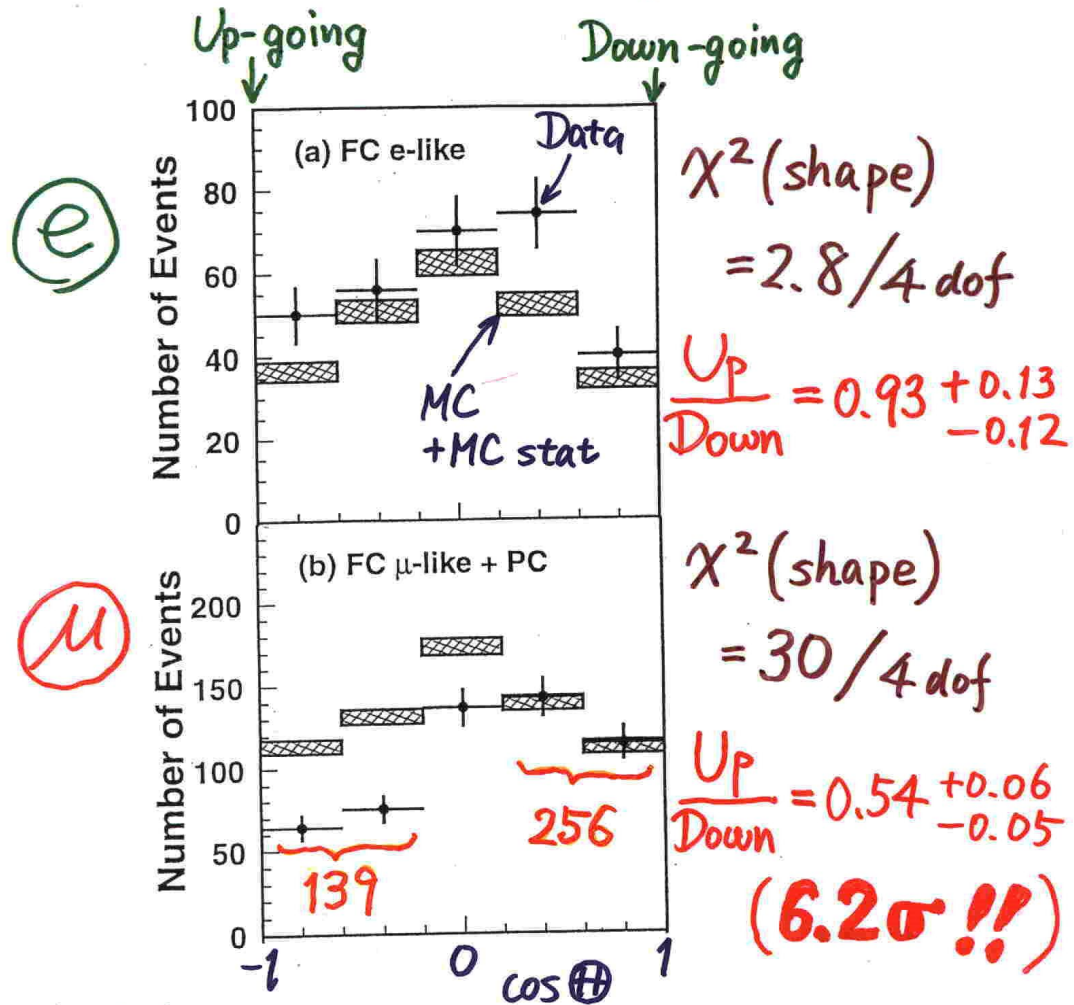 Up-going
Down-going
100
80
60
40
20
0
Number of Events
(a) FC e-like
Data
MC
+MC stat
e
χ² (shape)
= 2.8 / 4 dof
Up
Down
= 0.93 +0.13
-0.12
200
150
100
50
0
Number of Events
(b) FC μ-like + PC
139
256
μ
χ² (shape)
= 30 / 4 dof
Up
Down
= 0.54 +0.06
-0.05
(6.2σ !!)
-1
0
1
cos Θ